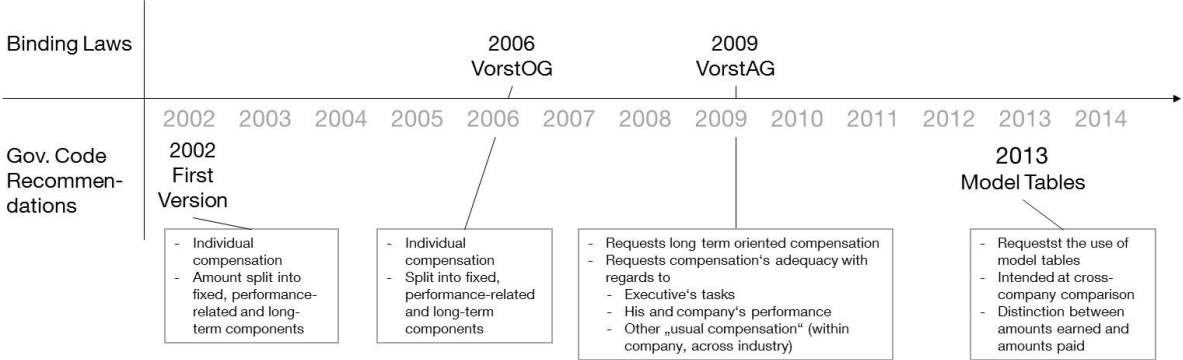 Binding Laws
2006
VorstOG
2009
VorstAG
2002 2003 2004 2005 2006 2007 2008 2009 2010 2011 2012 2013 2014
Gov. Code
Recommen-
dations
2002
First
Version
2013
Model Tables
- Individual
compensation
- Amount split into
fixed, performance-
related and long-
term components
- Individual
compensation
- Split into fixed,
performance-related
and long-term
components
- Requests long term oriented compensation
- Requests compensation‘s adequacy with
regards to
- Executive‘s tasks
- His and company‘s performance
- Other „usual compensation“ (within
company, across industry)
- Requestst the use of
model tables
- Intended at cross-
company comparison
- Distinction between
amounts earned and
amounts paid